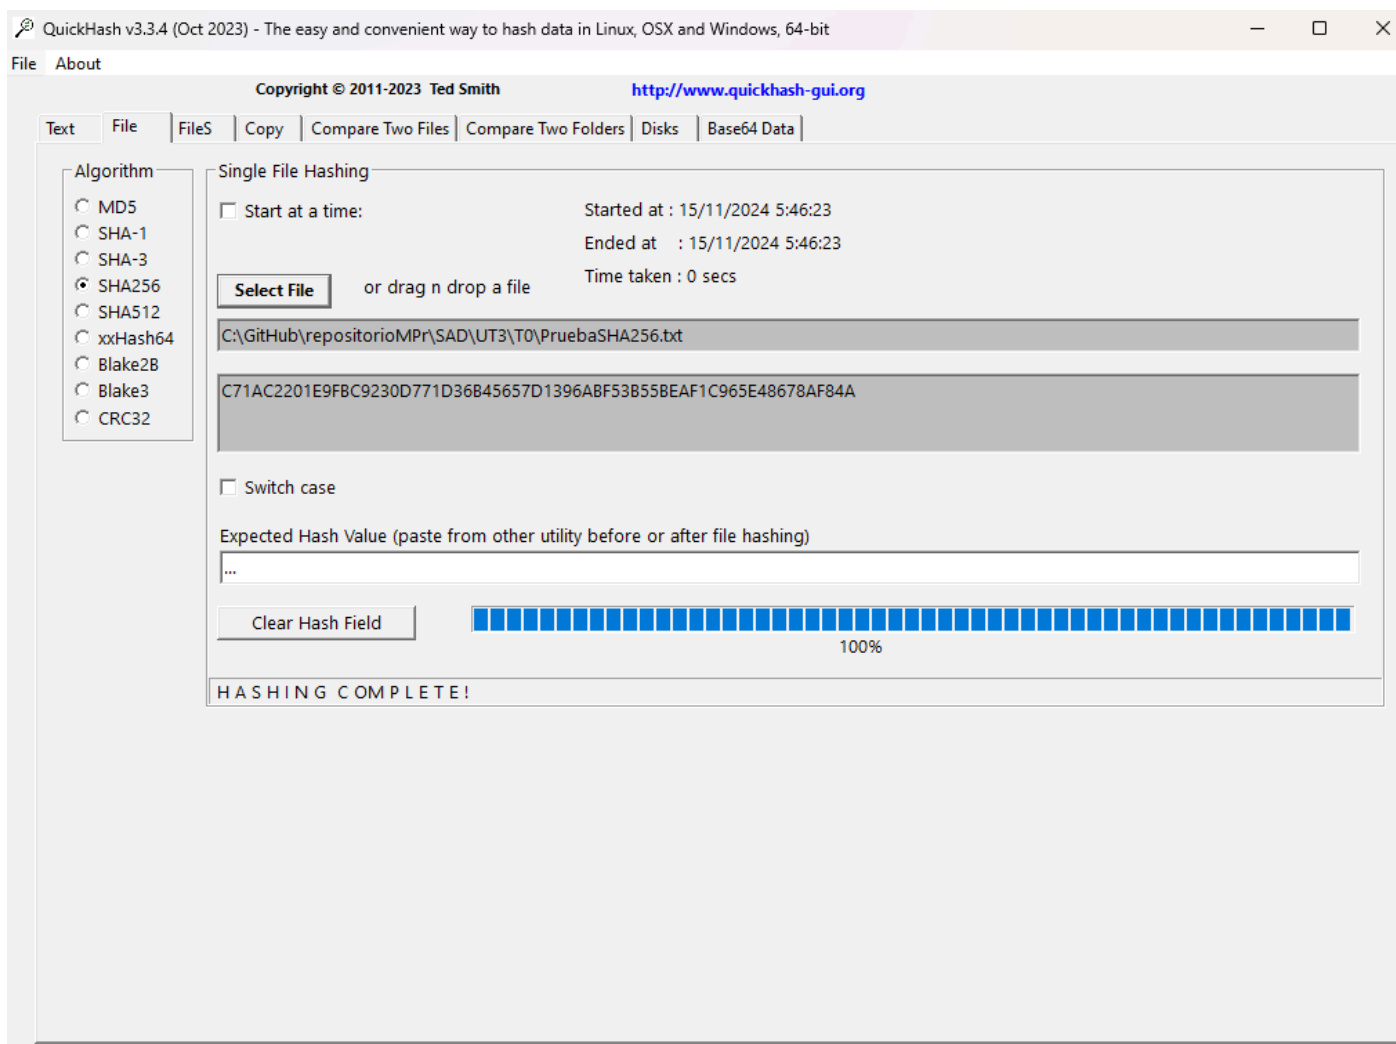 QuickHash v3.3.4 (Oct 2023) - The easy and convenient way to hash data in Linux, OSX and Windows, 64-bit
File About
Copyright © 2011-2023 Ted Smith http://www.quickhash-gui.org
Text File FileS Copy Compare Two Files Compare Two Folders Disks Base64 Data
Algorithm
MD5
SHA-1
SHA-3
SHA256
SHA512
xxHash64
Blake2B
Blake3
CRC32
Single File Hashing
Start at a time:
Started at : 15/11/2024 5:46:23
Ended at : 15/11/2024 5:46:23
Time taken : 0 secs
Select File or drag n drop a file
C:\GitHub\repositorioMPr\SAD\UT3\T0\PruebaSHA256.txt
C71AC2201E9FBC9230D771D36B45657D1396ABF53B55BEAF1C965E48678AF84A
Switch case
Expected Hash Value (paste from other utility before or after file hashing)
...
Clear Hash Field
100%
HASHING COMPLETE!